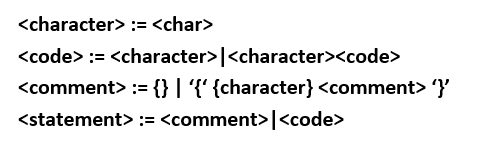 <character> := <char>
<code> := <character>|<character><code>
<comment> := {} | ‘{‘ {character} <comment> ‘}’
<statement> := <comment>|<code>